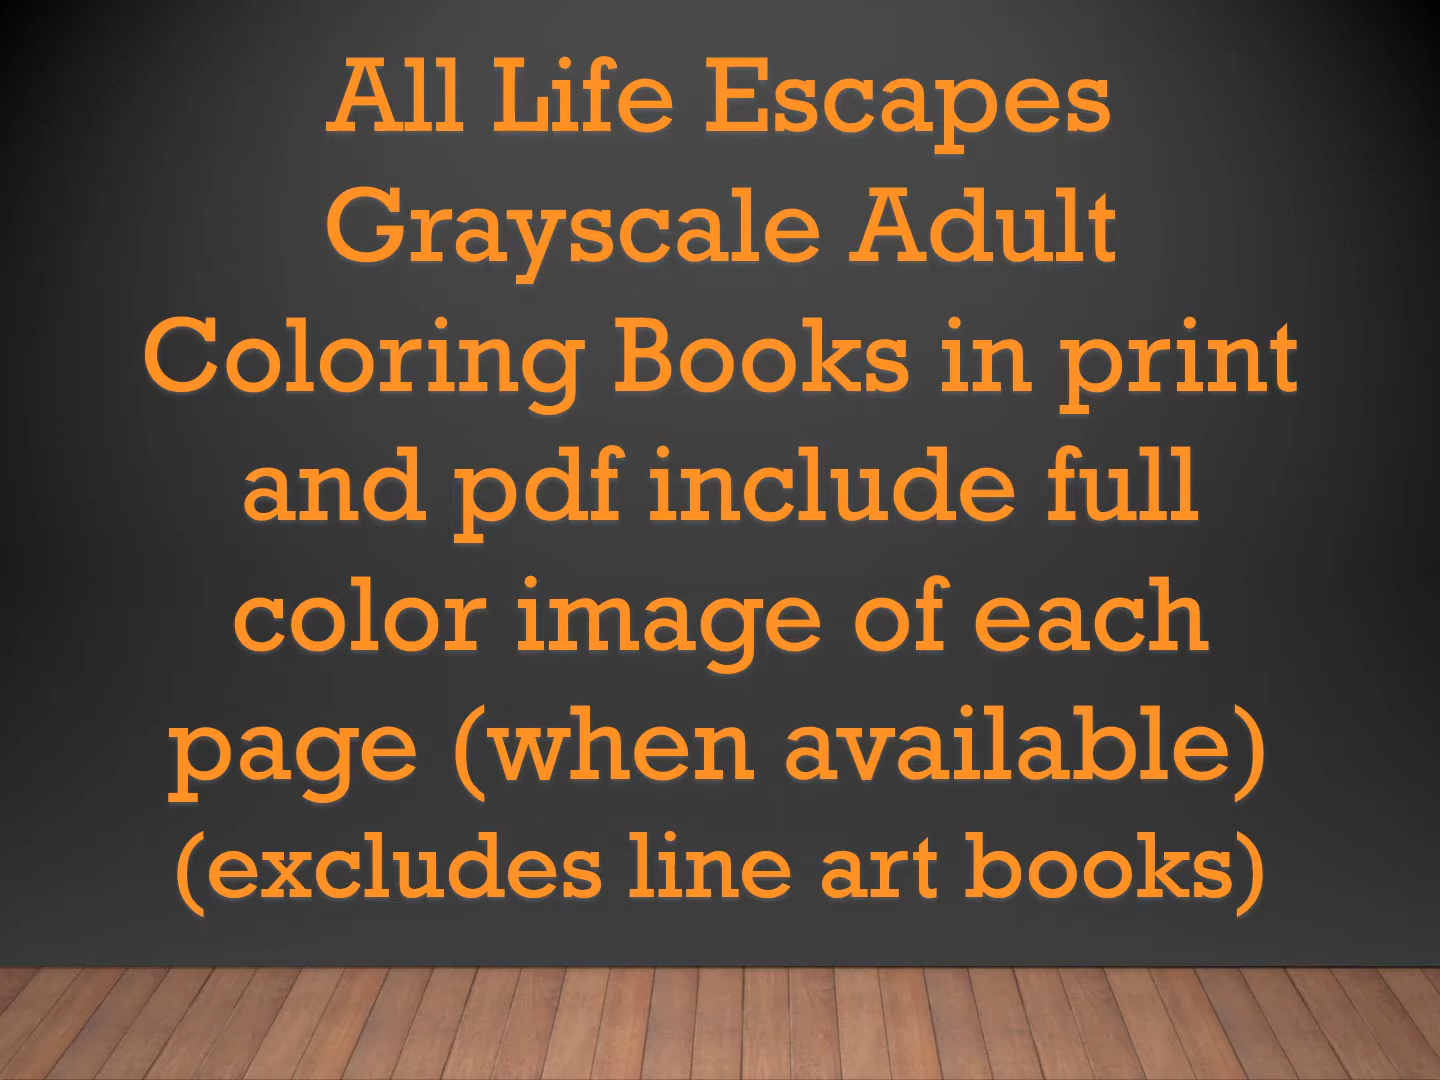 All Life Escapes
Grayscale Adult
Coloring Books in print
and pdf include full
color image of each
page (when available)
(excludes line art books)